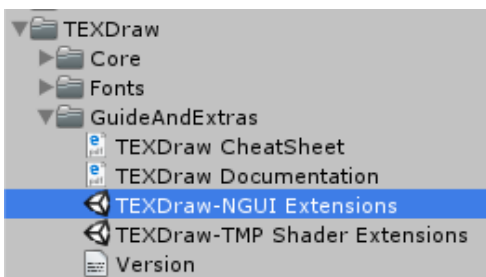 TEXDraw
Core
Fonts
GuideAndExtras
TEXDraw CheatSheet
TEXDraw Documentation
TEXDraw-NGUI Extensions
TEXDraw-TMP Shader Extensions
Version